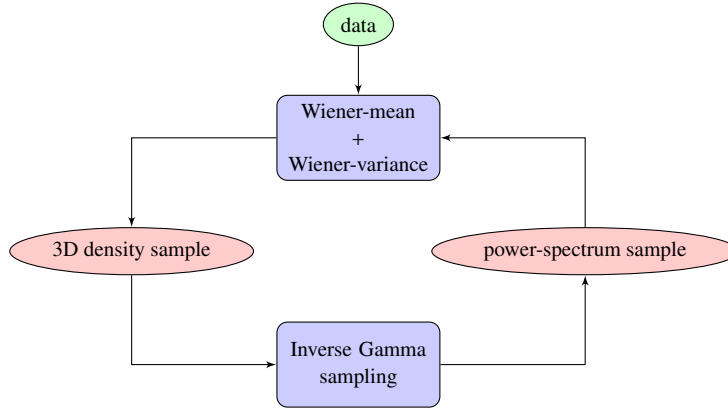 data
Wiener-mean
+
Wiener-variance
3D density sample
power-spectrum sample
Inverse Gamma
sampling